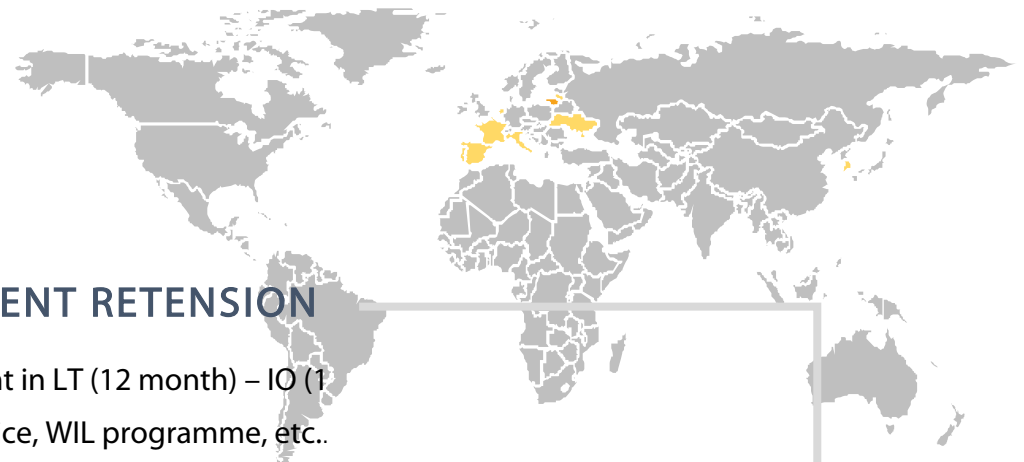 ENT RETENSION
t in LT (12 month) – IO (1
ce, WIL programme, etc..